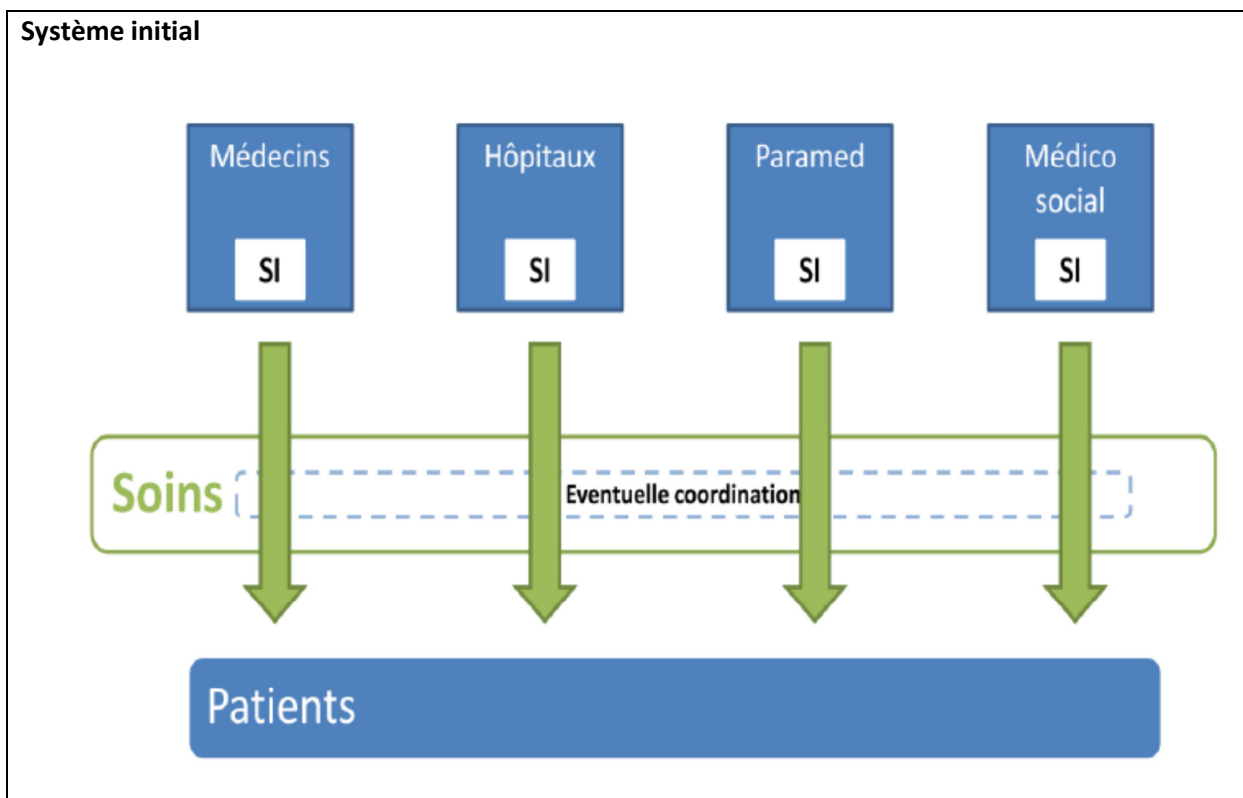 Système initial
Médecins
SI
Hôpitaux
SI
Paramed
SI
Médico
social
SI
Soins
Eventuelle coordination
Patients